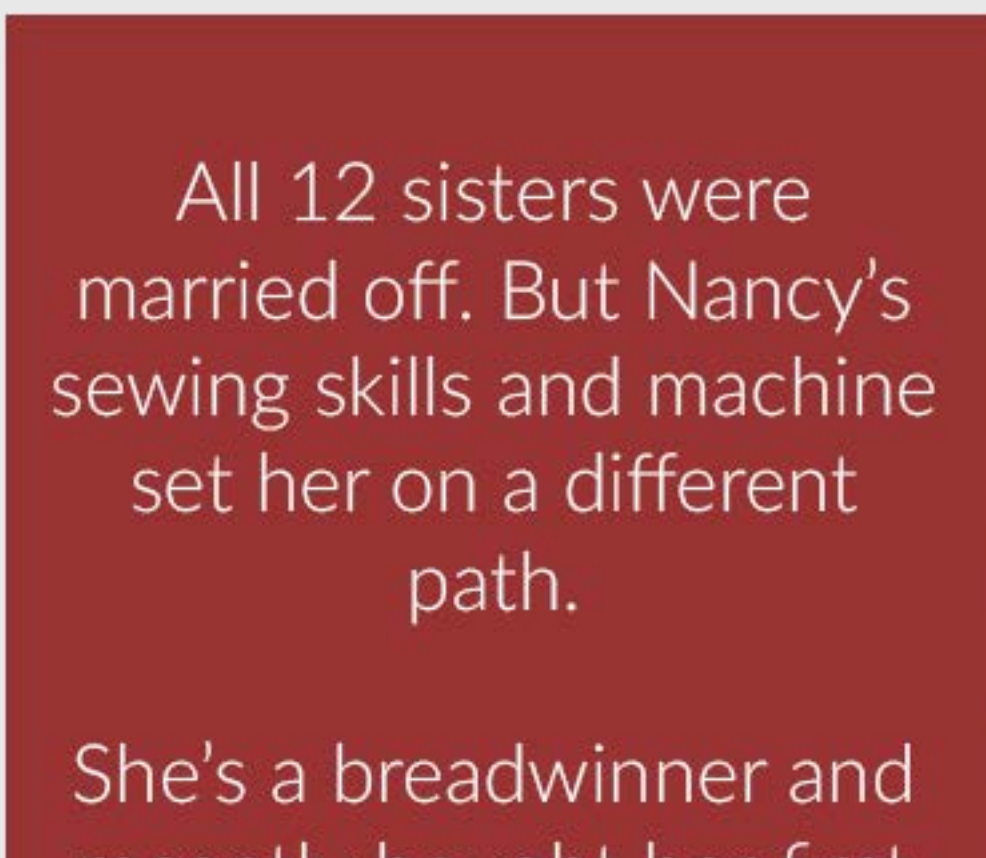 All 12 sisters were
married off. But Nancy’s
sewing skills and machine
set her on a different
path.
She’s a breadwinner and